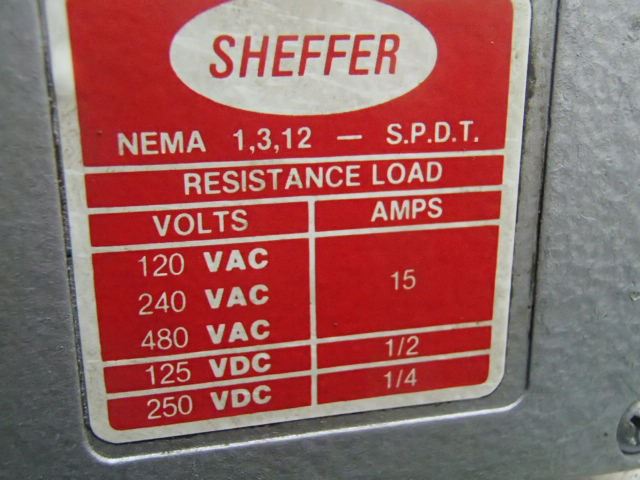 SHEFFER
NEMA 1,3,12 — S.P.D.T.
RESISTANCE LOAD
VOLTS AMPS
120 VAC
240 VAC 15
480 VAC
125 VDC 1/2
250 VDC 1/4